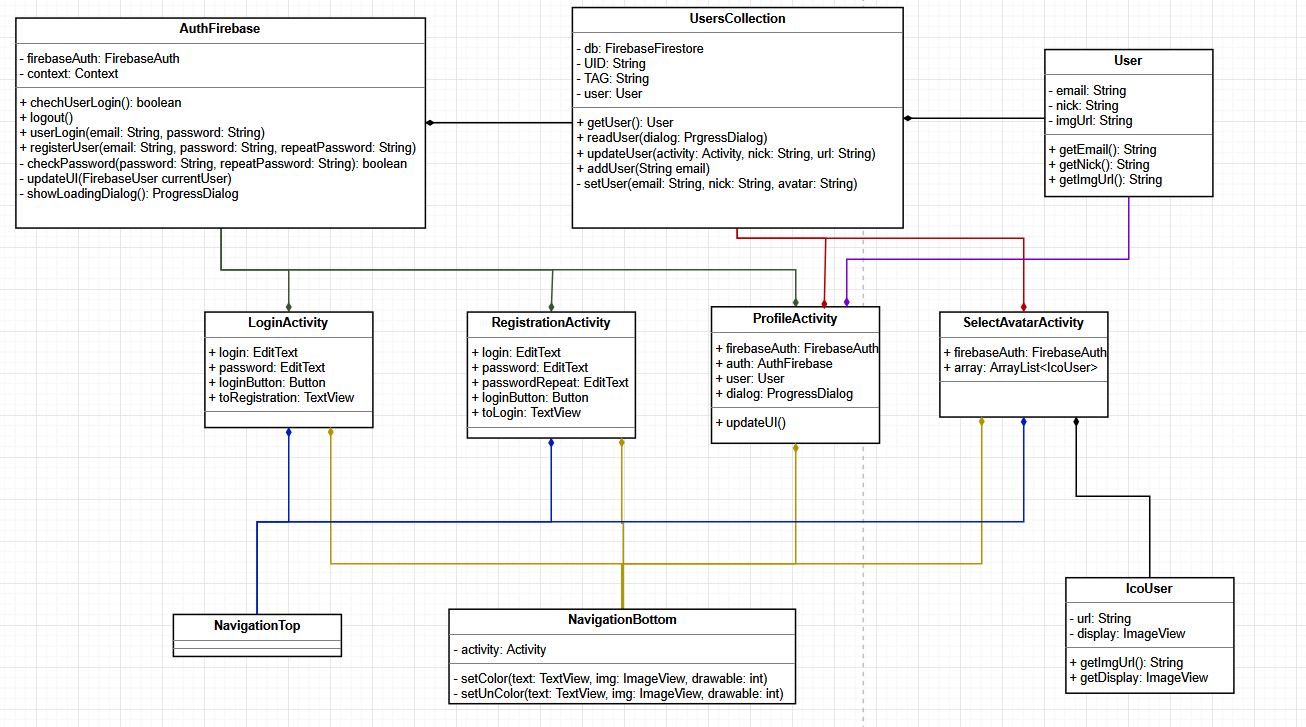 AuthFirebase
- firebaseAuth: FirebaseAuth
- context: Context
+ chechUserLogin(): boolean
+ logout()
+ userLogin(email: String, password: String)
+ registerUser(email: String, password: String, repeatPassword: String)
- checkPassword(password: String, repeatPassword: String): boolean
- updateUI(FirebaseUser currentUser)
- showLoadingDialog(): ProgressDialog
UsersCollection
- db: FirebaseFirestore
- UID: String
- TAG: String
- user: User
+ getUser(): User
+ readUser(dialog: PrgressDialog)
+ updateUser(activity: Activity, nick: String, url: String)
+ addUser(String email)
- setUser(email: String, nick: String, avatar: String)
User
- email: String
- nick: String
- imgUrl: String
+ getEmail(): String
+ getNick(): String
+ getImgUrl(): String
LoginActivity
+ login: EditText
+ password: EditText
+ loginButton: Button
+ toRegistration: TextView
RegistrationActivity
+ login: EditText
+ password: EditText
+ passwordRepeat: EditText
+ loginButton: Button
+ toLogin: TextView
ProfileActivity
+ firebaseAuth: FirebaseAuth
+ auth: AuthFirebase
+ user: User
+ dialog: ProgressDialog
+ updateUI()
SelectAvatarActivity
+ firebaseAuth: FirebaseAuth
+ array: ArrayList<IcoUser>
NavigationTop
NavigationBottom
- activity: Activity
- setColor(text: TextView, img: ImageView, drawable: int)
- setUnColor(text: TextView, img: ImageView, drawable: int)
IcoUser
- url: String
- display: ImageView
+ getImgUrl(): String
+ getDisplay: ImageView